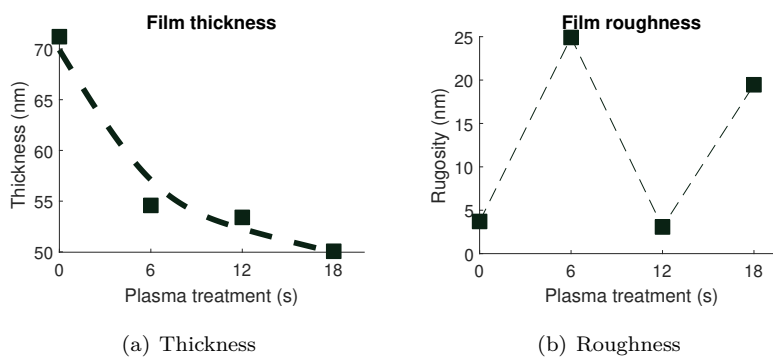 Film thickness
70
65
60
55
50
0
6
12
18
Thickness (nm)
Plasma treatment (s)
(a) Thickness
Film roughness
25
20
15
10
5
0
0
6
12
18
Rugosity (nm)
Plasma treatment (s)
(b) Roughness